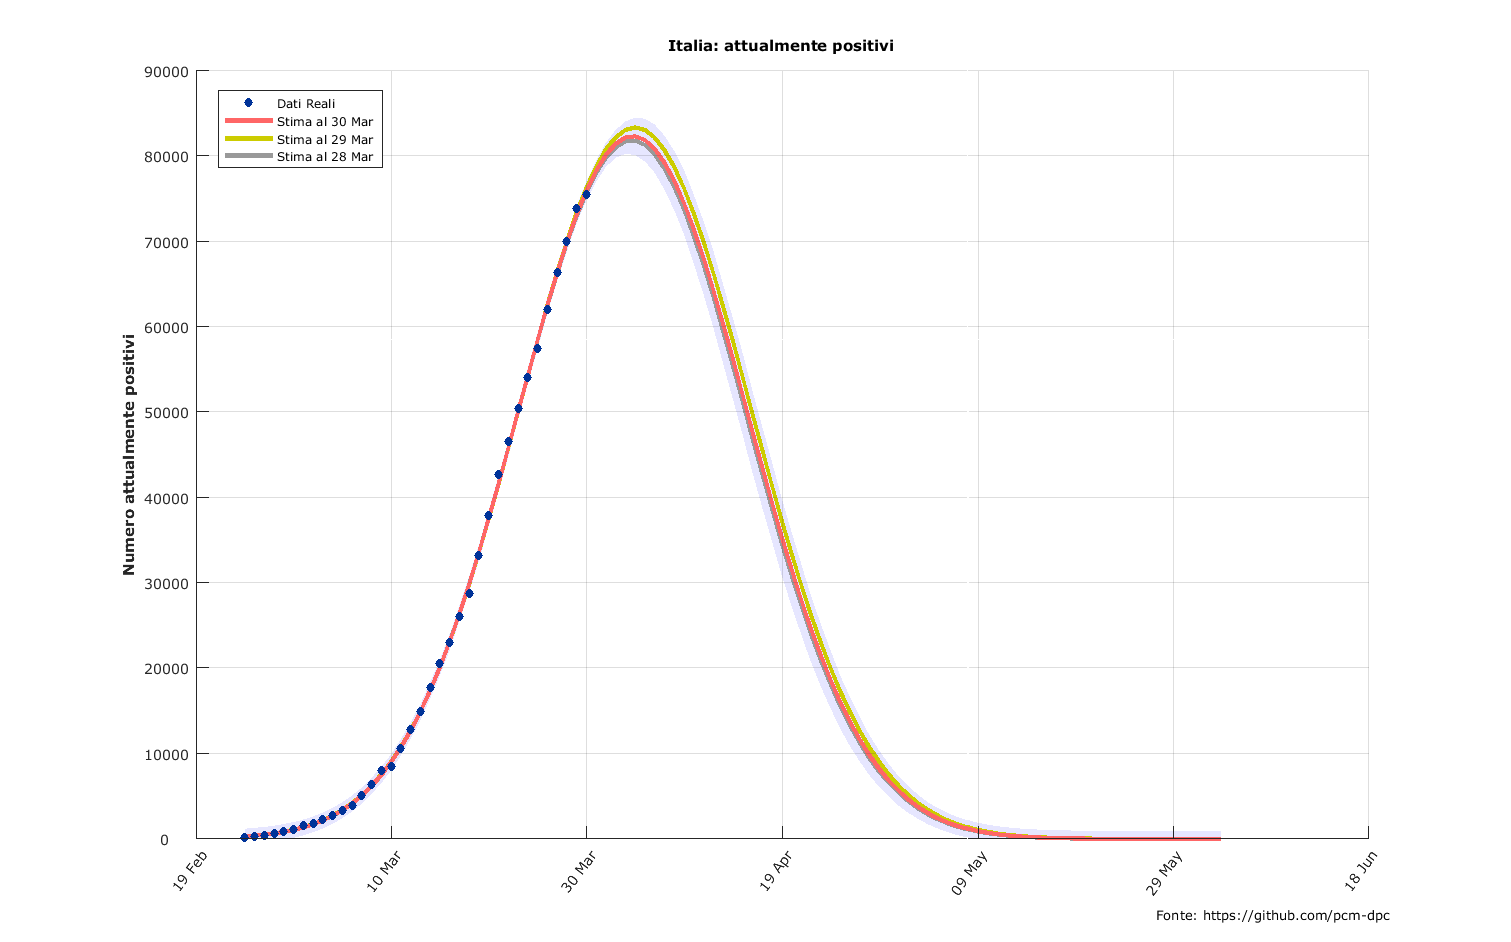 Italia: attualmente positivi
90000
80000
70000
60000
50000
40000
30000
20000
10000
0
Numero attualmente positivi
Dati Reali
Stima al 30 Mar
Stima al 29 Mar
Stima al 28 Mar
19 Feb
10 Mar
30 Mar
19 Apr
09 May
29 May
18 Jun
Fonte: https://github.com/pcm-dpc